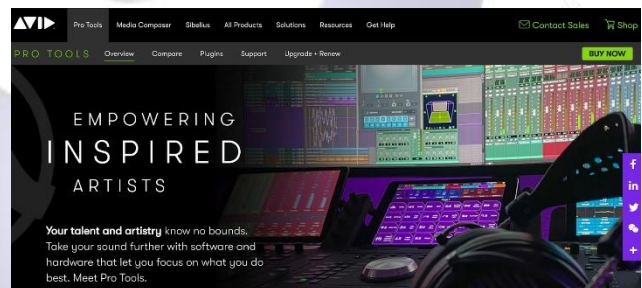 AVID
Pro Tools Media Composer Sibelius All Products Solutions Resources Get Help Contact Sales Shop
PRO TOOLS Overview Compare Plugins Support Upgrade + Renew BUY NOW
EMPOWERING
INSPIRED
ARTISTS
Your talent and artistry know no bounds.
Take your sound further with software and
hardware that let you focus on what you do
best. Meet Pro Tools.